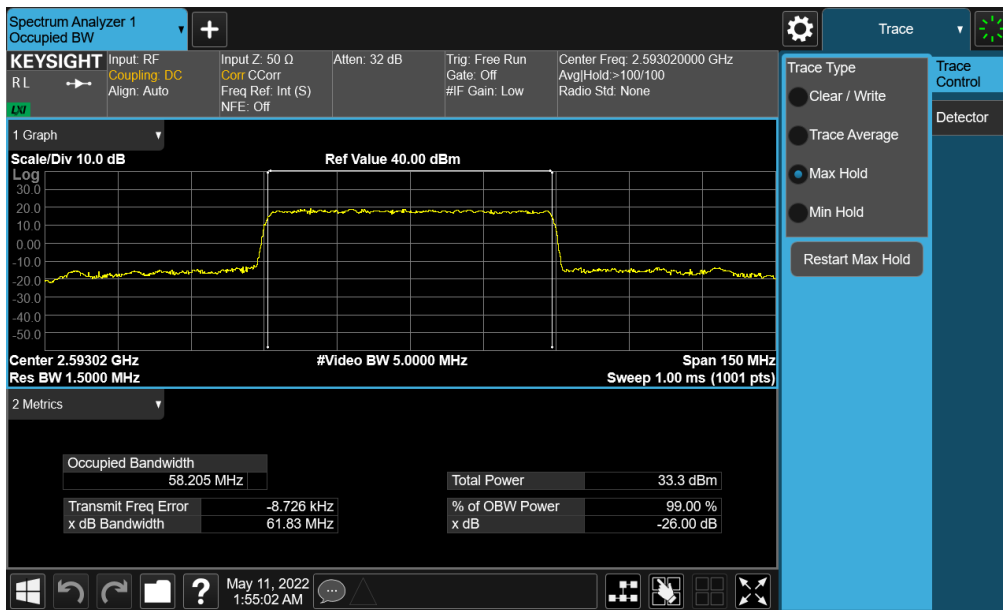 Spectrum Analyzer 1
Occupied BW
Trace
KEYSIGHT
R L
LXI
Input: RF
Coupling: DC
Align: Auto
Input Z: 50 Ω
Corr CCorr
Freq Ref: Int (S)
NFE: Off
Atten: 32 dB
Trig: Free Run
Gate: Off
#IF Gain: Low
Center Freq: 2.593020000 GHz
Avg|Hold:>100/100
Radio Std: None
Trace Type
Clear / Write
Trace Average
Max Hold
Min Hold
Restart Max Hold
Trace
Control
Detector
1 Graph
Scale/Div 10.0 dB
Ref Value 40.00 dBm
Log
30.0
20.0
10.0
0.00
-10.0
-20.0
-30.0
-40.0
-50.0
Center 2.59302 GHz
#Video BW 5.0000 MHz
Span 150 MHz
Res BW 1.5000 MHz
Sweep 1.00 ms (1001 pts)
2 Metrics
Occupied Bandwidth
58.205 MHz
Total Power 33.3 dBm
Transmit Freq Error -8.726 kHz
% of OBW Power 99.00 %
x dB Bandwidth 61.83 MHz
x dB -26.00 dB
?
May 11, 2022
1:55:02 AM